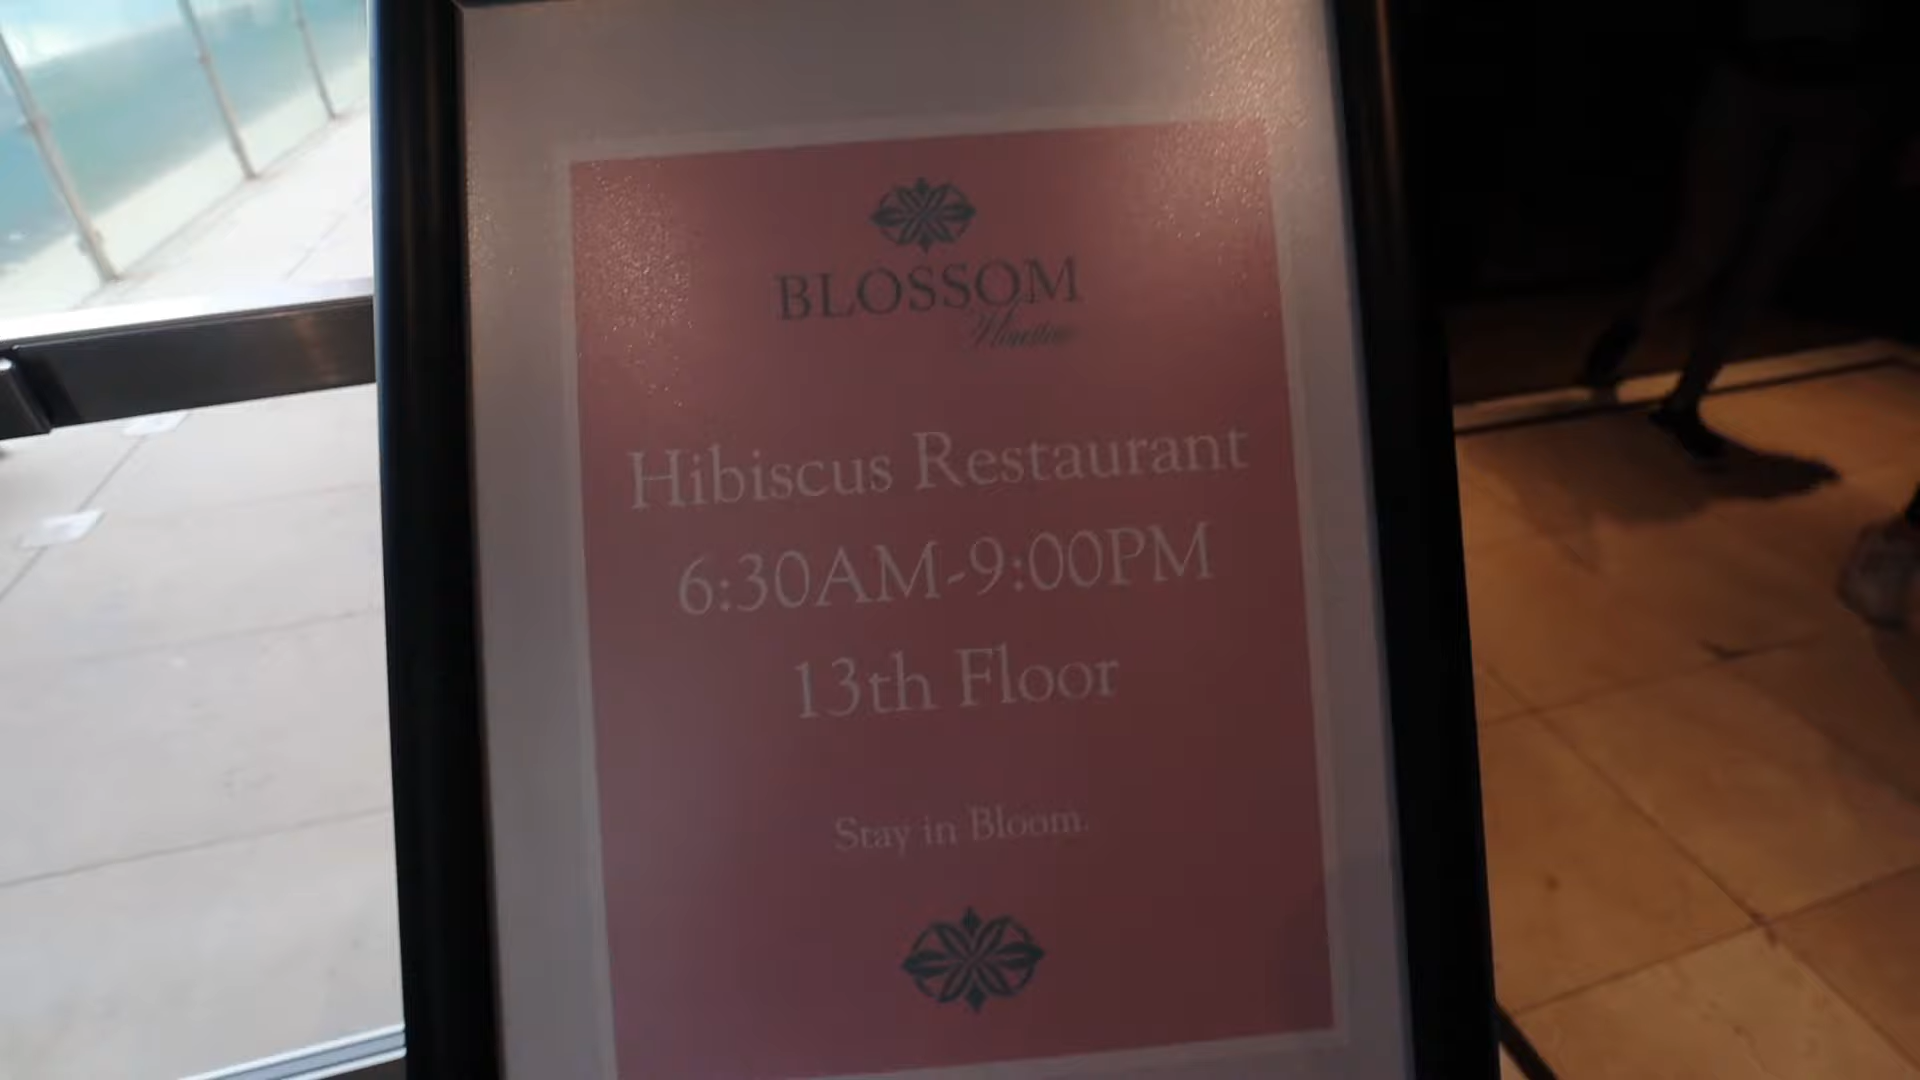 BLOSSOM
Hibiscus Restaurant
6:30AM-9:00PM
13th Floor
Stay in Bloom.